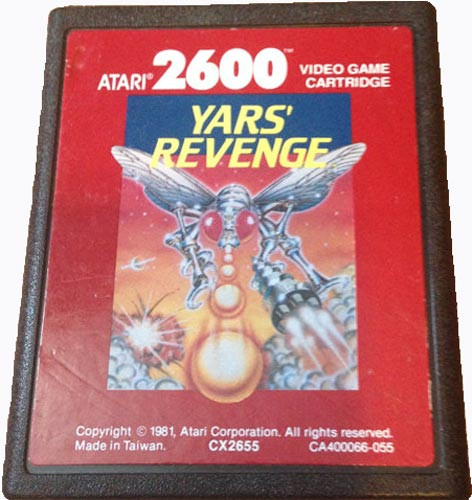 ATARI® 2600™ VIDEO GAME
CARTRIDGE
YARS'
REVENGE
Copyright © 1981, Atari Corporation. All rights reserved.
Made in Taiwan. CX2655 CA400066-055